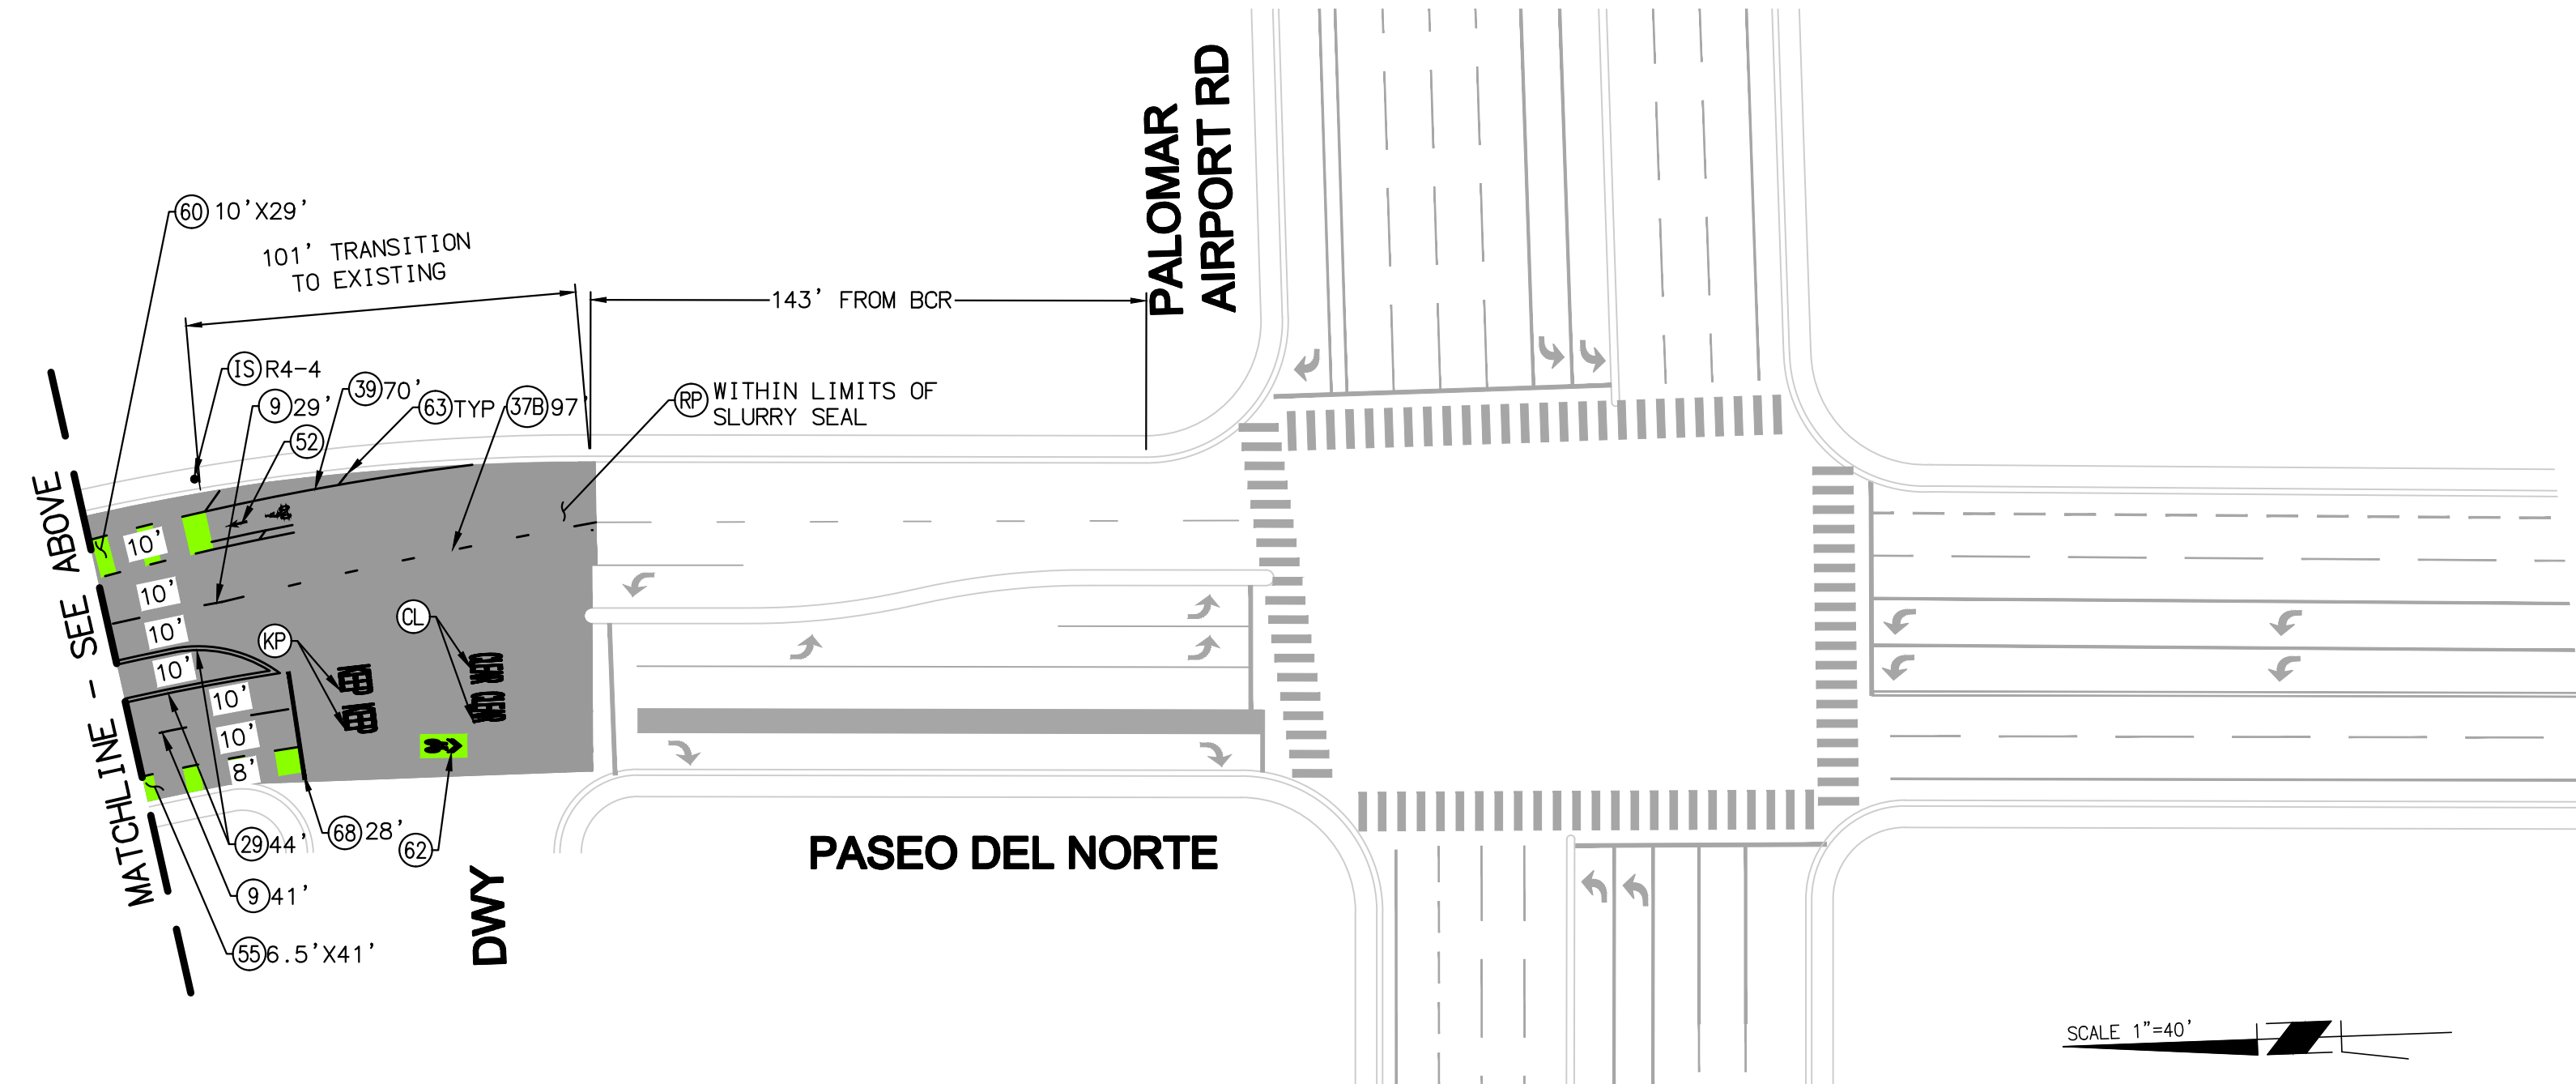 PALOMAR
AIRPORT RD
60 10'X29'
101' TRANSITION
TO EXISTING
143' FROM BCR
IS R4-4
39 70'
9 29'
63 TYP
37B 97'
52
RP WITHIN LIMITS OF
SLURRY SEAL
MATCHLINE - SEE ABOVE
10'
10'
10'
10'
10'
10'
8'
KP
CL
29 44'
68 28'
62
9 41'
55 6.5'X41'
DWY
PASEO DEL NORTE
SCALE 1"=40'